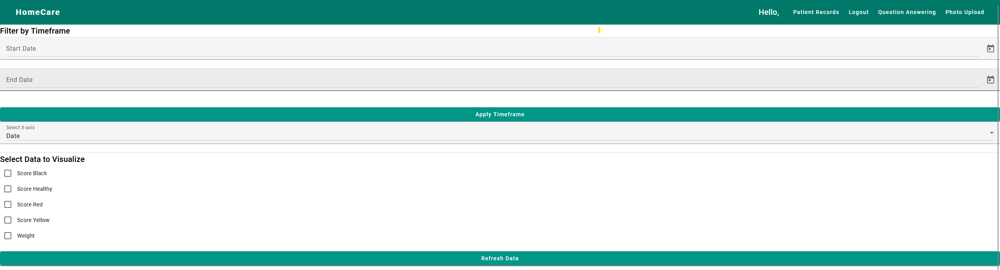 HomeCare
Hello, Patient Records Logout Question Answering Photo Upload
Filter by Timeframe
Start Date
End Date
Apply Timeframe
Select X-axis
Date
Select Data to Visualize
Score Black
Score Healthy
Score Red
Score Yellow
Weight
Refresh Data